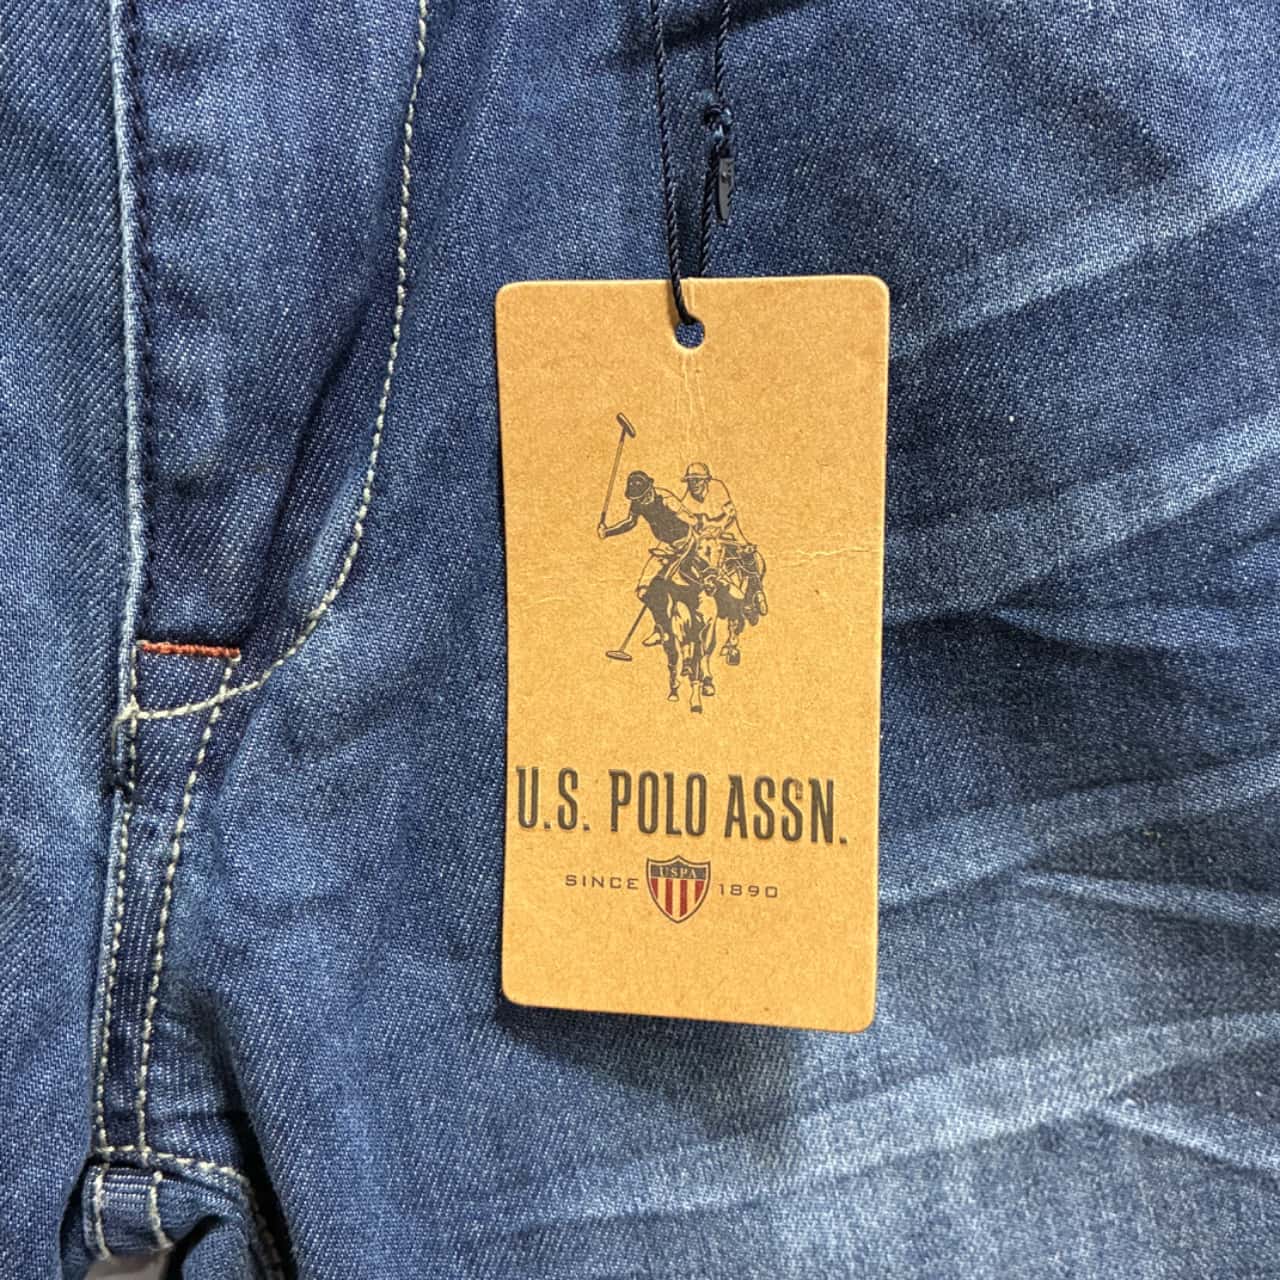 U.S. POLO ASSN.
SINCE USPA 1890